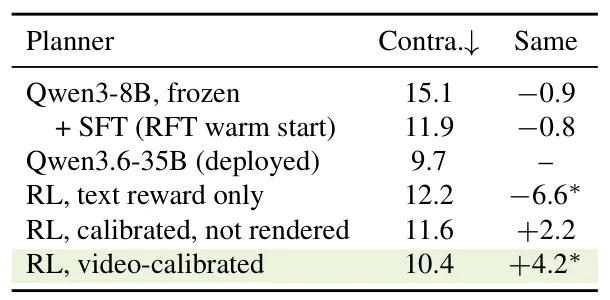 Planner Contra.↓ Same
Qwen3-8B, frozen 15.1 −0.9
+ SFT (RFT warm start) 11.9 −0.8
Qwen3.6-35B (deployed) 9.7 –
RL, text reward only 12.2 −6.6*
RL, calibrated, not rendered 11.6 +2.2
RL, video-calibrated 10.4 +4.2*